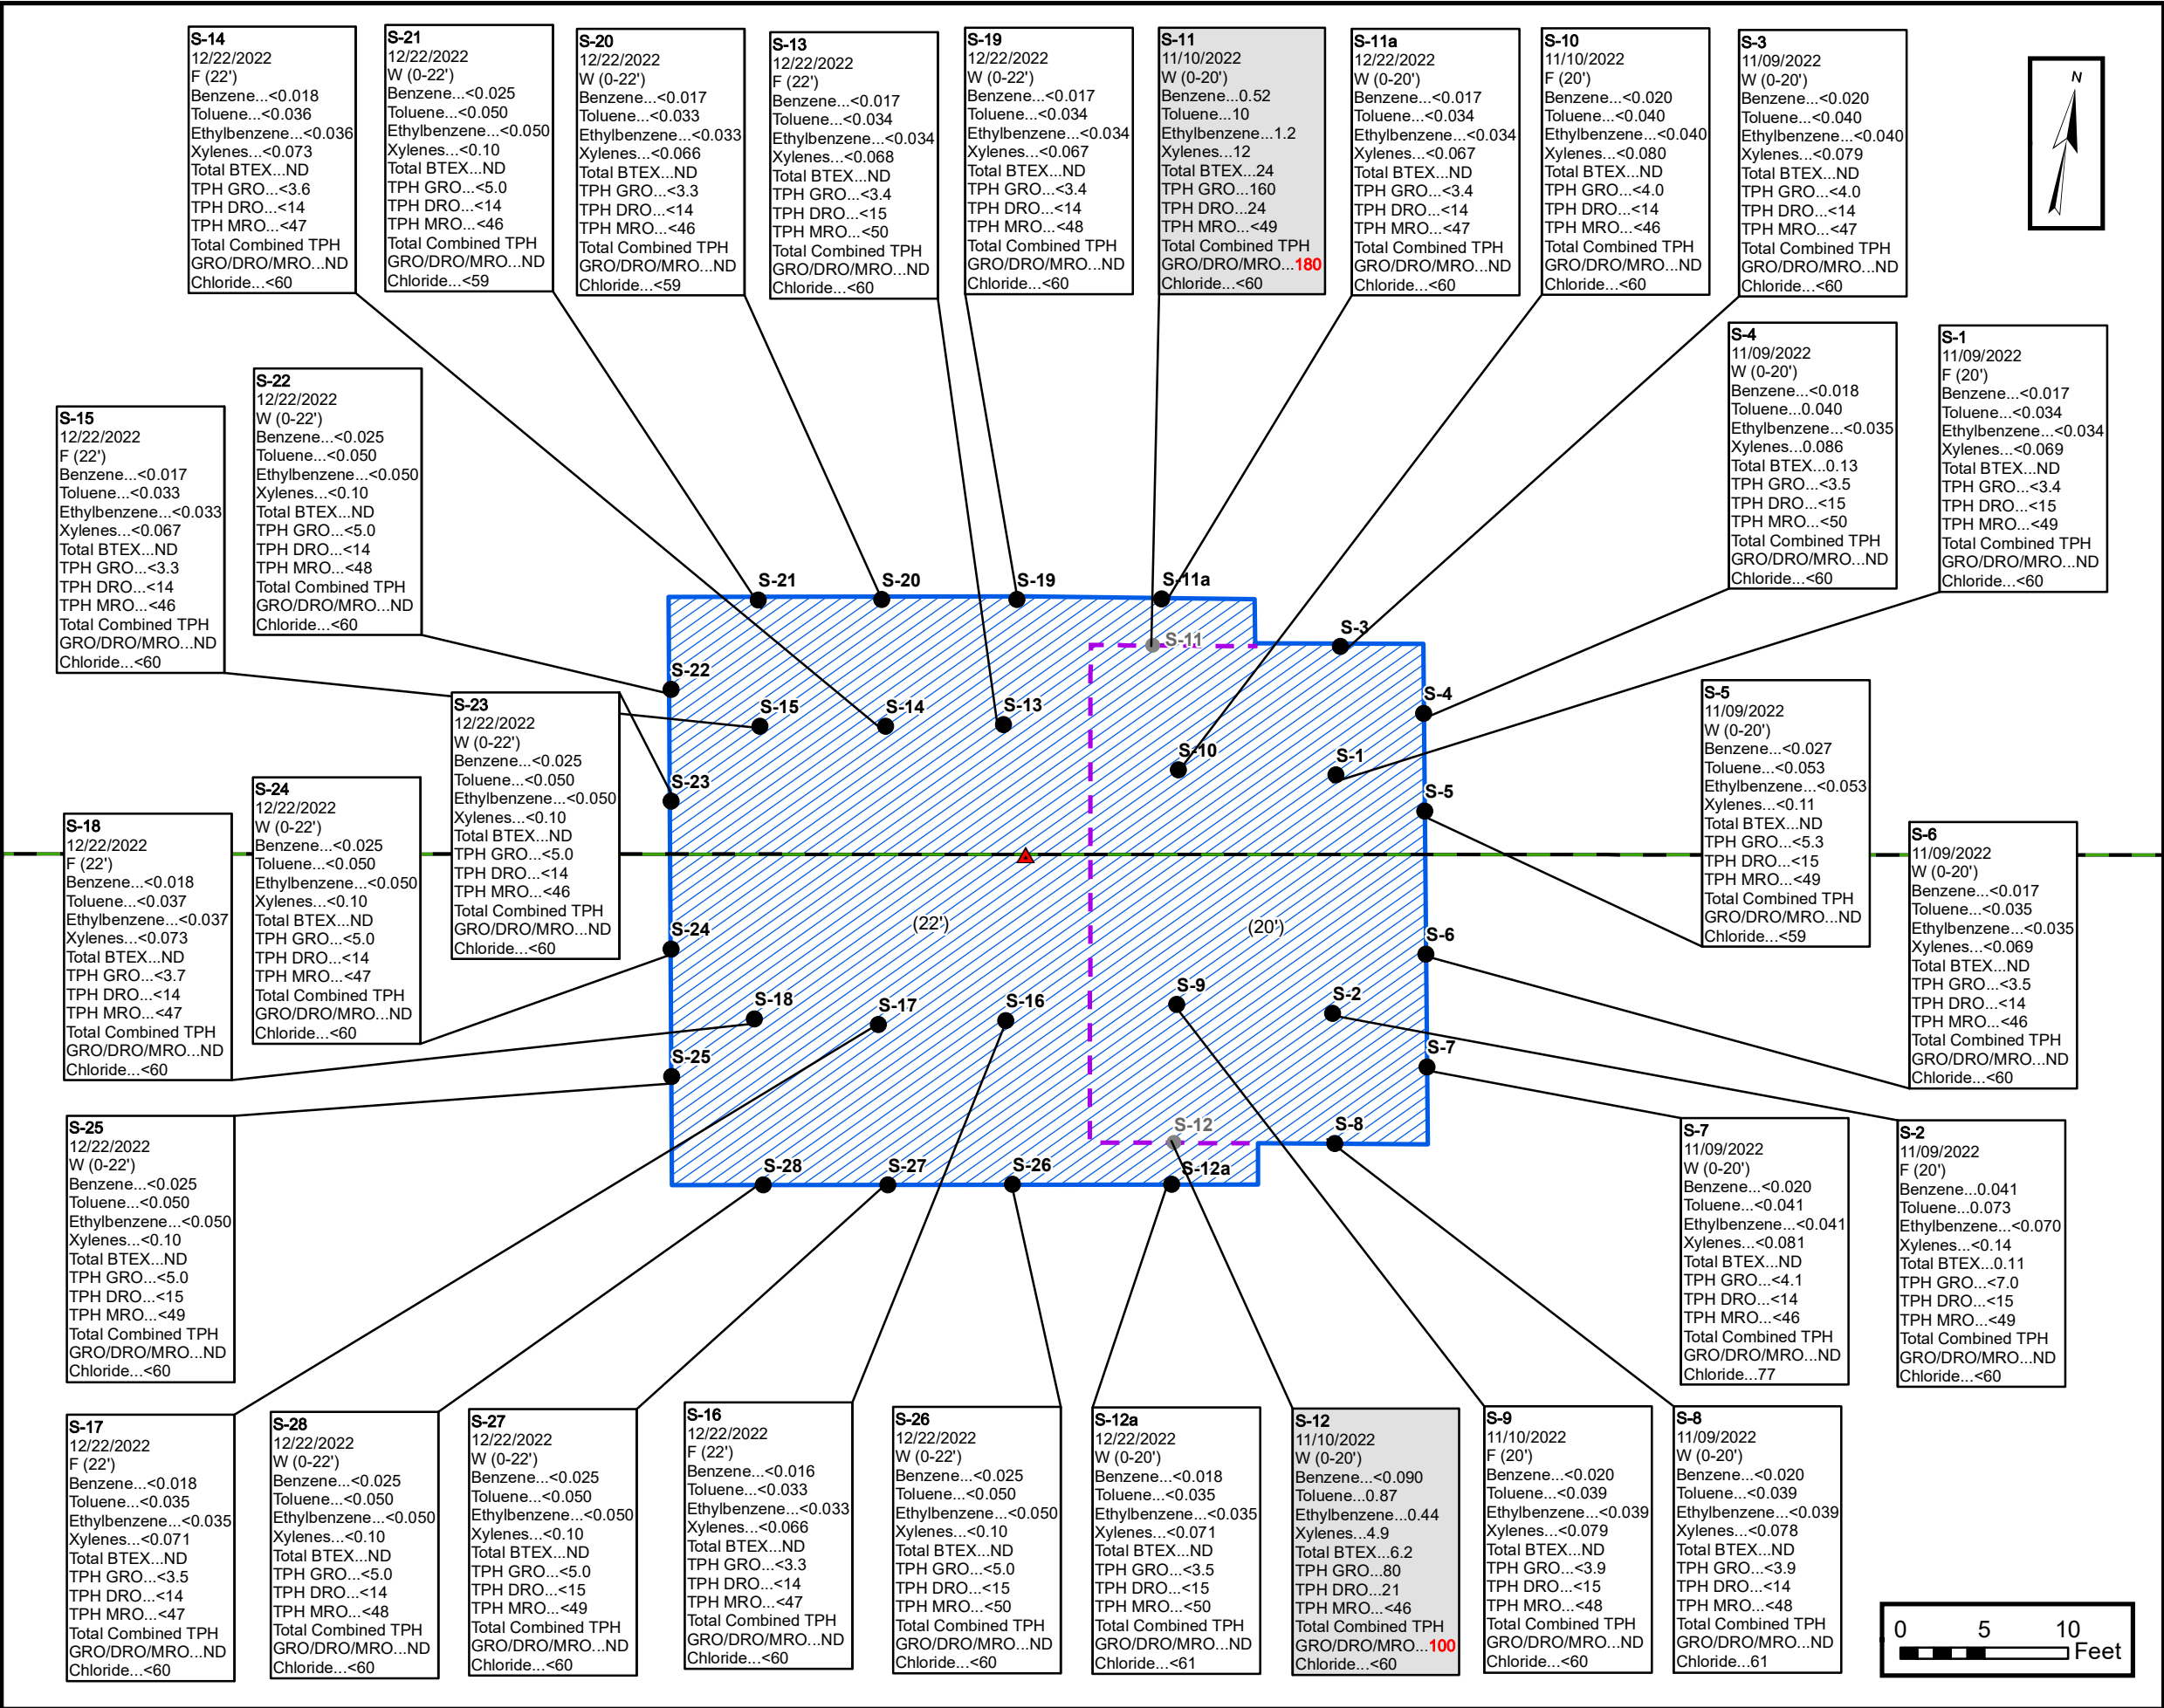 S-14
12/22/2022
F (22')
Benzene...<0.018
Toluene...<0.036
Ethylbenzene...<0.036
Xylenes...<0.073
Total BTEX...ND
TPH GRO...<3.6
TPH DRO...<14
TPH MRO...<47
Total Combined TPH
GRO/DRO/MRO...ND
Chloride...<60
S-21
12/22/2022
W (0-22')
Benzene...<0.025
Toluene...<0.050
Ethylbenzene...<0.050
Xylenes...<0.10
Total BTEX...ND
TPH GRO...<5.0
TPH DRO...<14
TPH MRO...<46
Total Combined TPH
GRO/DRO/MRO...ND
Chloride...<59
S-20
12/22/2022
W (0-22')
Benzene...<0.017
Toluene...<0.033
Ethylbenzene...<0.033
Xylenes...<0.066
Total BTEX...ND
TPH GRO...<3.3
TPH DRO...<14
TPH MRO...<46
Total Combined TPH
GRO/DRO/MRO...ND
Chloride...<59
S-13
12/22/2022
F (22')
Benzene...<0.017
Toluene...<0.034
Ethylbenzene...<0.034
Xylenes...<0.068
Total BTEX...ND
TPH GRO...<3.4
TPH DRO...<15
TPH MRO...<50
Total Combined TPH
GRO/DRO/MRO...ND
Chloride...<60
S-19
12/22/2022
W (0-22')
Benzene...<0.017
Toluene...<0.034
Ethylbenzene...<0.034
Xylenes...<0.067
Total BTEX...ND
TPH GRO...<3.4
TPH DRO...<14
TPH MRO...<48
Total Combined TPH
GRO/DRO/MRO...ND
Chloride...<60
S-11
11/10/2022
W (0-20')
Benzene...0.52
Toluene...10
Ethylbenzene...1.2
Xylenes...12
Total BTEX...24
TPH GRO...160
TPH DRO...24
TPH MRO...<49
Total Combined TPH
GRO/DRO/MRO...180
Chloride...<60
S-11a
12/22/2022
W (0-20')
Benzene...<0.017
Toluene...<0.034
Ethylbenzene...<0.034
Xylenes...<0.067
Total BTEX...ND
TPH GRO...<3.4
TPH DRO...<14
TPH MRO...<47
Total Combined TPH
GRO/DRO/MRO...ND
Chloride...<60
S-10
11/10/2022
F (20')
Benzene...<0.020
Toluene...<0.040
Ethylbenzene...<0.040
Xylenes...<0.080
Total BTEX...ND
TPH GRO...<4.0
TPH DRO...<14
TPH MRO...<46
Total Combined TPH
GRO/DRO/MRO...ND
Chloride...<60
S-3
11/09/2022
W (0-20')
Benzene...<0.020
Toluene...<0.040
Ethylbenzene...<0.040
Xylenes...<0.079
Total BTEX...ND
TPH GRO...<4.0
TPH DRO...<14
TPH MRO...<47
Total Combined TPH
GRO/DRO/MRO...ND
Chloride...<60
N
S-4
11/09/2022
W (0-20')
Benzene...<0.018
Toluene...0.040
Ethylbenzene...<0.035
Xylenes...0.086
Total BTEX...0.13
TPH GRO...<3.5
TPH DRO...<15
TPH MRO...<50
Total Combined TPH
GRO/DRO/MRO...ND
Chloride...<60
S-1
11/09/2022
F (20')
Benzene...<0.017
Toluene...<0.034
Ethylbenzene...<0.034
Xylenes...<0.069
Total BTEX...ND
TPH GRO...<3.4
TPH DRO...<15
TPH MRO...<49
Total Combined TPH
GRO/DRO/MRO...ND
Chloride...<60
S-22
12/22/2022
W (0-22')
Benzene...<0.025
Toluene...<0.050
Ethylbenzene...<0.050
Xylenes...<0.10
Total BTEX...ND
TPH GRO...<5.0
TPH DRO...<14
TPH MRO...<48
Total Combined TPH
GRO/DRO/MRO...ND
Chloride...<60
S-15
12/22/2022
F (22')
Benzene...<0.017
Toluene...<0.033
Ethylbenzene...<0.033
Xylenes...<0.067
Total BTEX...ND
TPH GRO...<3.3
TPH DRO...<14
TPH MRO...<46
Total Combined TPH
GRO/DRO/MRO...ND
Chloride...<60
S-23
12/22/2022
W (0-22')
Benzene...<0.025
Toluene...<0.050
Ethylbenzene...<0.050
Xylenes...<0.10
Total BTEX...ND
TPH GRO...<5.0
TPH DRO...<14
TPH MRO...<46
Total Combined TPH
GRO/DRO/MRO...ND
Chloride...<60
S-24
12/22/2022
W (0-22')
Benzene...<0.025
Toluene...<0.050
Ethylbenzene...<0.050
Xylenes...<0.10
Total BTEX...ND
TPH GRO...<5.0
TPH DRO...<14
TPH MRO...<47
Total Combined TPH
GRO/DRO/MRO...ND
Chloride...<60
S-18
12/22/2022
F (22')
Benzene...<0.018
Toluene...<0.037
Ethylbenzene...<0.037
Xylenes...<0.073
Total BTEX...ND
TPH GRO...<3.7
TPH DRO...<14
TPH MRO...<47
Total Combined TPH
GRO/DRO/MRO...ND
Chloride...<60
S-21
S-20
S-19
S-11a
S-11
S-3
S-22
S-15
S-14
S-13
S-4
S-10
S-1
S-23
S-5
(22')
(20')
S-24
S-6
S-18
S-17
S-16
S-9
S-2
S-25
S-7
S-12
S-8
S-28
S-27
S-26
S-12a
S-5
11/09/2022
W (0-20')
Benzene...<0.027
Toluene...<0.053
Ethylbenzene...<0.053
Xylenes...<0.11
Total BTEX...ND
TPH GRO...<5.3
TPH DRO...<15
TPH MRO...<49
Total Combined TPH
GRO/DRO/MRO...ND
Chloride...<59
S-6
11/09/2022
W (0-20')
Benzene...<0.017
Toluene...<0.035
Ethylbenzene...<0.035
Xylenes...<0.069
Total BTEX...ND
TPH GRO...<3.5
TPH DRO...<14
TPH MRO...<46
Total Combined TPH
GRO/DRO/MRO...ND
Chloride...<60
S-25
12/22/2022
W (0-22')
Benzene...<0.025
Toluene...<0.050
Ethylbenzene...<0.050
Xylenes...<0.10
Total BTEX...ND
TPH GRO...<5.0
TPH DRO...<15
TPH MRO...<49
Total Combined TPH
GRO/DRO/MRO...ND
Chloride...<60
S-7
11/09/2022
W (0-20')
Benzene...<0.020
Toluene...<0.041
Ethylbenzene...<0.041
Xylenes...<0.081
Total BTEX...ND
TPH GRO...<4.1
TPH DRO...<14
TPH MRO...<46
Total Combined TPH
GRO/DRO/MRO...ND
Chloride...77
S-2
11/09/2022
F (20')
Benzene...0.041
Toluene...0.073
Ethylbenzene...<0.070
Xylenes...<0.14
Total BTEX...0.11
TPH GRO...<7.0
TPH DRO...<15
TPH MRO...<49
Total Combined TPH
GRO/DRO/MRO...ND
Chloride...<60
S-17
12/22/2022
F (22')
Benzene...<0.018
Toluene...<0.035
Ethylbenzene...<0.035
Xylenes...<0.071
Total BTEX...ND
TPH GRO...<3.5
TPH DRO...<14
TPH MRO...<47
Total Combined TPH
GRO/DRO/MRO...ND
Chloride...<60
S-28
12/22/2022
W (0-22')
Benzene...<0.025
Toluene...<0.050
Ethylbenzene...<0.050
Xylenes...<0.10
Total BTEX...ND
TPH GRO...<5.0
TPH DRO...<14
TPH MRO...<48
Total Combined TPH
GRO/DRO/MRO...ND
Chloride...<60
S-27
12/22/2022
W (0-22')
Benzene...<0.025
Toluene...<0.050
Ethylbenzene...<0.050
Xylenes...<0.10
Total BTEX...ND
TPH GRO...<5.0
TPH DRO...<15
TPH MRO...<49
Total Combined TPH
GRO/DRO/MRO...ND
Chloride...<60
S-16
12/22/2022
F (22')
Benzene...<0.016
Toluene...<0.033
Ethylbenzene...<0.033
Xylenes...<0.066
Total BTEX...ND
TPH GRO...<3.3
TPH DRO...<14
TPH MRO...<47
Total Combined TPH
GRO/DRO/MRO...ND
Chloride...<60
S-26
12/22/2022
W (0-22')
Benzene...<0.025
Toluene...<0.050
Ethylbenzene...<0.050
Xylenes...<0.10
Total BTEX...ND
TPH GRO...<5.0
TPH DRO...<15
TPH MRO...<50
Total Combined TPH
GRO/DRO/MRO...ND
Chloride...<60
S-12a
12/22/2022
W (0-20')
Benzene...<0.018
Toluene...<0.035
Ethylbenzene...<0.035
Xylenes...<0.071
Total BTEX...ND
TPH GRO...<3.5
TPH DRO...<15
TPH MRO...<50
Total Combined TPH
GRO/DRO/MRO...ND
Chloride...<61
S-12
11/10/2022
W (0-20')
Benzene...<0.090
Toluene...0.87
Ethylbenzene...0.44
Xylenes...4.9
Total BTEX...6.2
TPH GRO...80
TPH DRO...21
TPH MRO...<46
Total Combined TPH
GRO/DRO/MRO...100
Chloride...<60
S-9
11/10/2022
F (20')
Benzene...<0.020
Toluene...<0.039
Ethylbenzene...<0.039
Xylenes...<0.079
Total BTEX...ND
TPH GRO...<3.9
TPH DRO...<15
TPH MRO...<48
Total Combined TPH
GRO/DRO/MRO...ND
Chloride...<60
S-8
11/09/2022
W (0-20')
Benzene...<0.020
Toluene...<0.039
Ethylbenzene...<0.039
Xylenes...<0.078
Total BTEX...ND
TPH GRO...<3.9
TPH DRO...<14
TPH MRO...<48
Total Combined TPH
GRO/DRO/MRO...ND
Chloride...61
0 5 10
Feet